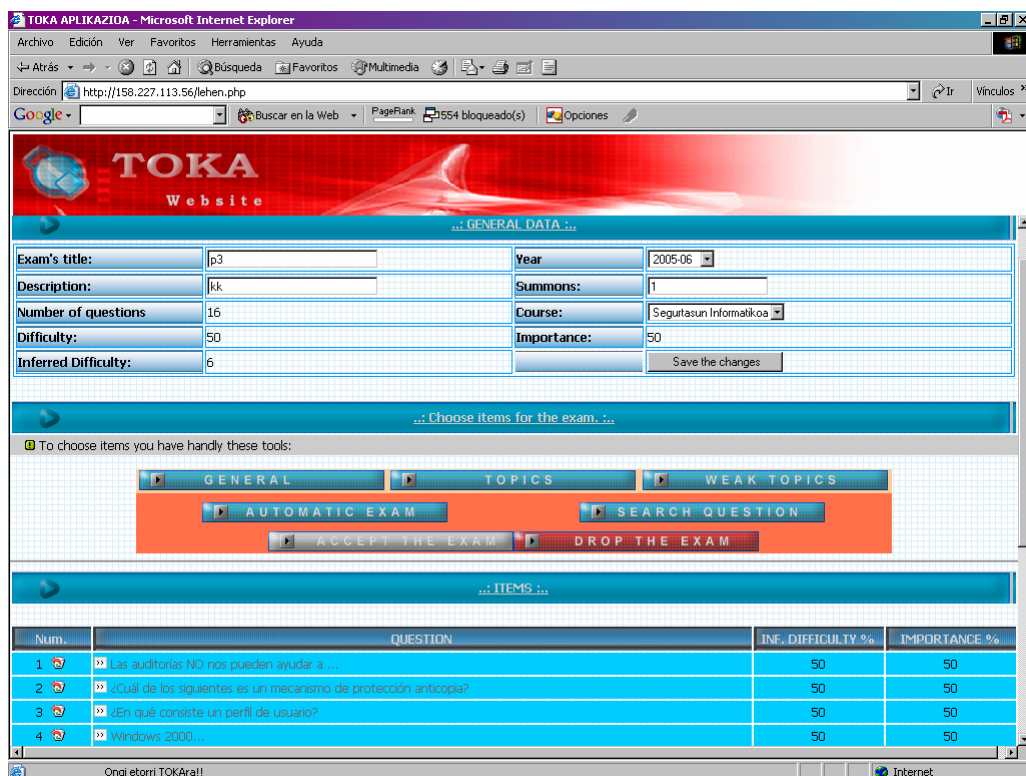 TOKA APLIKAZIOA - Microsoft Internet Explorer
Archivo Edición Ver Favoritos Herramientas Ayuda
Atrás Búsqueda Favoritos Multimedia
Dirección http://158.227.113.56/lehen.php Ir Vínculos »
Google Buscar en la Web PageRank 554 bloqueado(s) Opciones
TOKA
Website
..: GENERAL DATA :..
Exam's title: p3 Year 2005-06
Description: kk Summons: 1
Number of questions 16 Course: Segurtasun Informatikoa
Difficulty: 50 Importance: 50
Inferred Difficulty: 6 Save the changes
..: Choose items for the exam. :..
To choose items you have handly these tools:
GENERAL TOPICS WEAK TOPICS
AUTOMATIC EXAM SEARCH QUESTION
ACCEPT THE EXAM DROP THE EXAM
..: ITEMS :..
Num. QUESTION INF. DIFFICULTY % IMPORTANCE %
1 Las auditorías NO nos pueden ayudar a ... 50 50
2 ¿Cuál de los siguientes es un mecanismo de protección anticopia? 50 50
3 ¿En qué consiste un perfil de usuario? 50 50
4 Windows 2000... 50 50
Ongi etorri TOKAra!! Internet